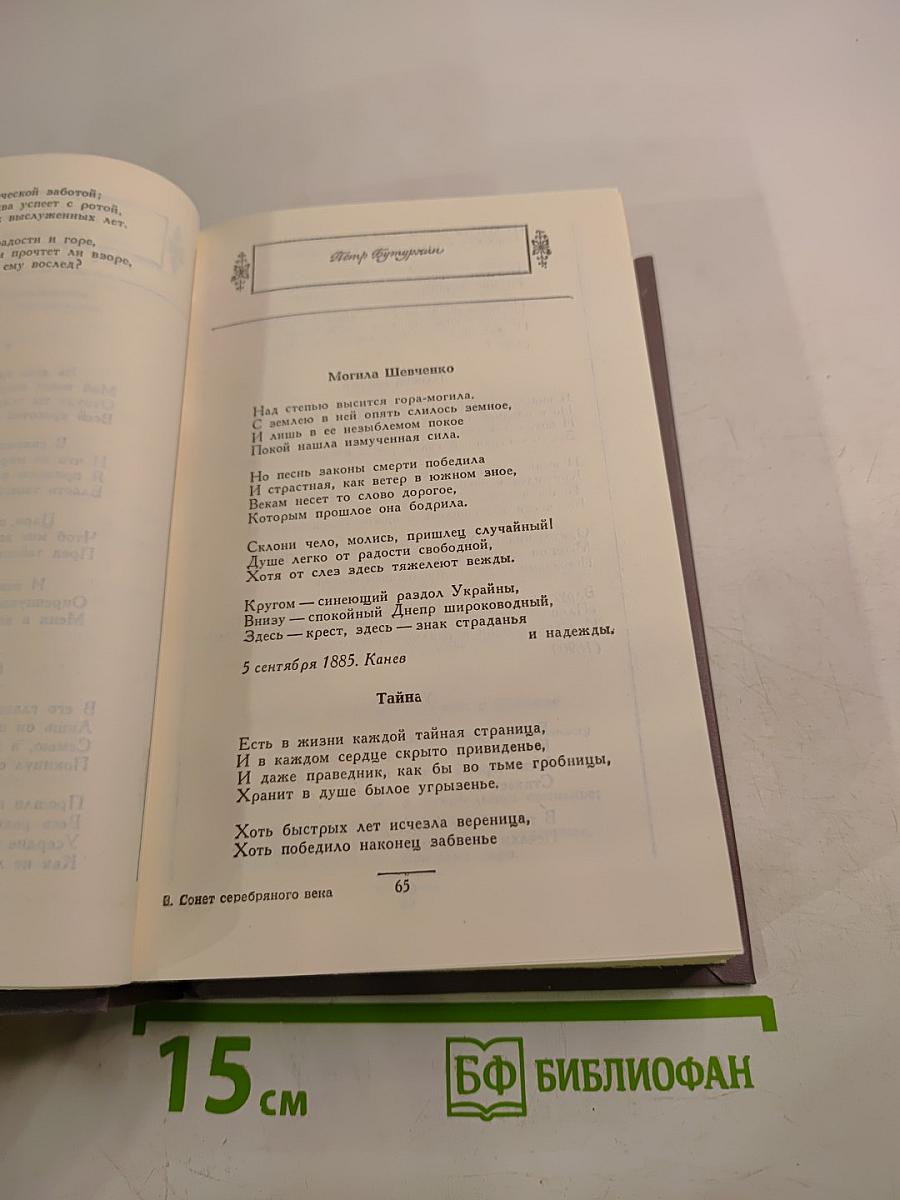 ческой заботой;
ва успеет с ротой,
выслуженных лет,
адости и горе,
и прочтет ли взоре,
ему вослед?
Петр Бутурлин
Могила Шевченко
Над степью высится гора-могила.
С землею в ней опять слилось земное,
И лишь в ее незыблемом покое
Покой нашла измученная сила.
Но песнь законы смерти победила
И страстная, как ветер в южном зное,
Векам несет то слово дорогое,
Которым прошлое она бодрила.
Склони чело, молись, пришлец случайный!
Душе легко от радости свободной,
Хотя от слез здесь тяжелеют вежды.
Кругом — синеющий раздол Украйны,
Внизу — спокойный Днепр широководный,
Здесь — крест, здесь — знак страданья
и надежды.
5 сентября 1885. Канев
Тайна
Есть в жизни каждой тайная страница,
И в каждом сердце скрыто привиденье,
И даже праведник, как бы во тьме гробницы,
Хранит в душе былое угрызенье.
Хоть быстрых лет исчезла вереница,
Хоть победило наконец забвенье
65
Сонет серебряного века
15 см
БФ БИБЛИОФАН